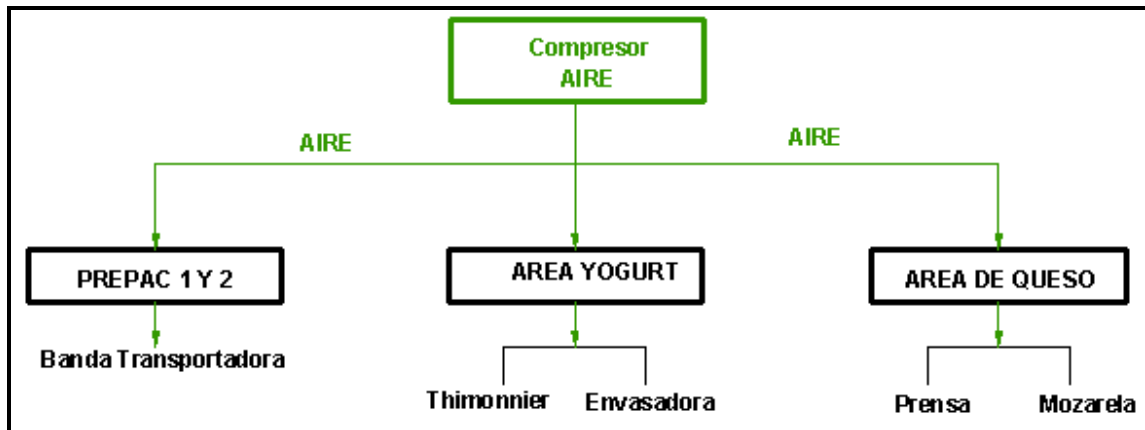 Compresor
AIRE
AIRE
AIRE
PREPAC 1 Y 2
AREA YOGURT
AREA DE QUESO
Banda Transportadora
Thimonnier
Envasadora
Prensa
Mozarela